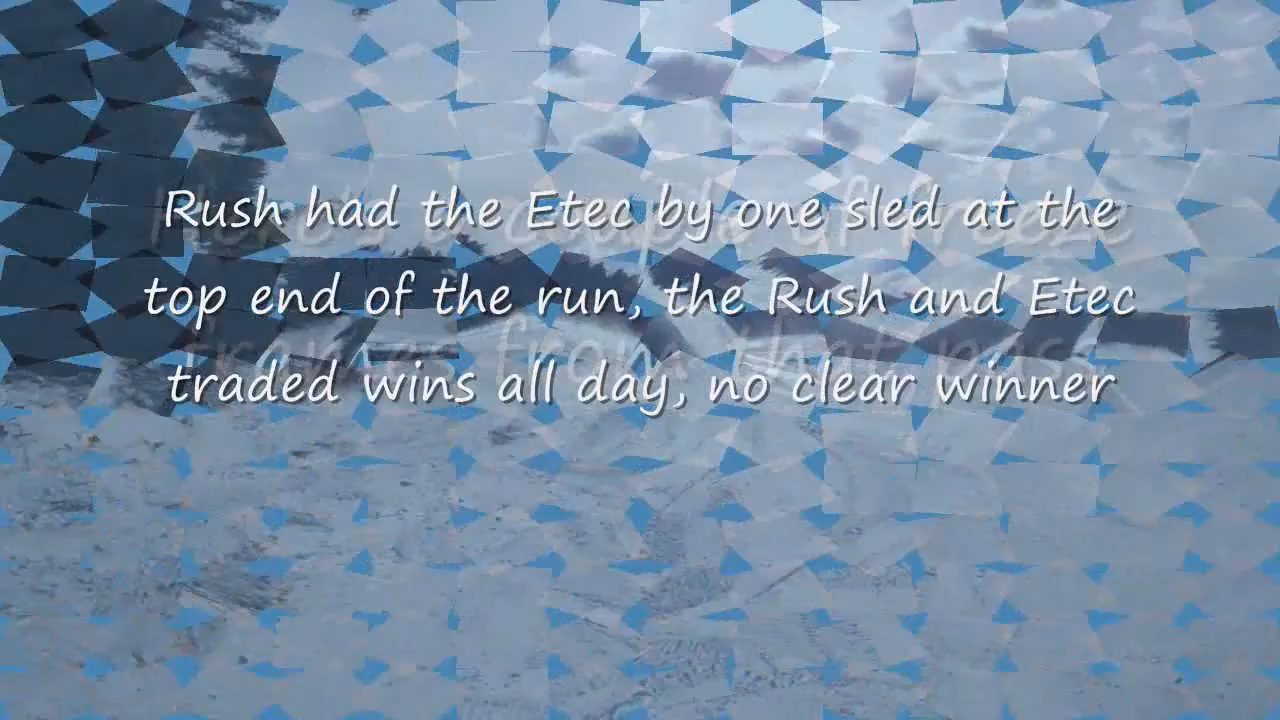 Rush had the Etec by one sled at the
top end of the run, the Rush and Etec
traded wins all day, no clear winner